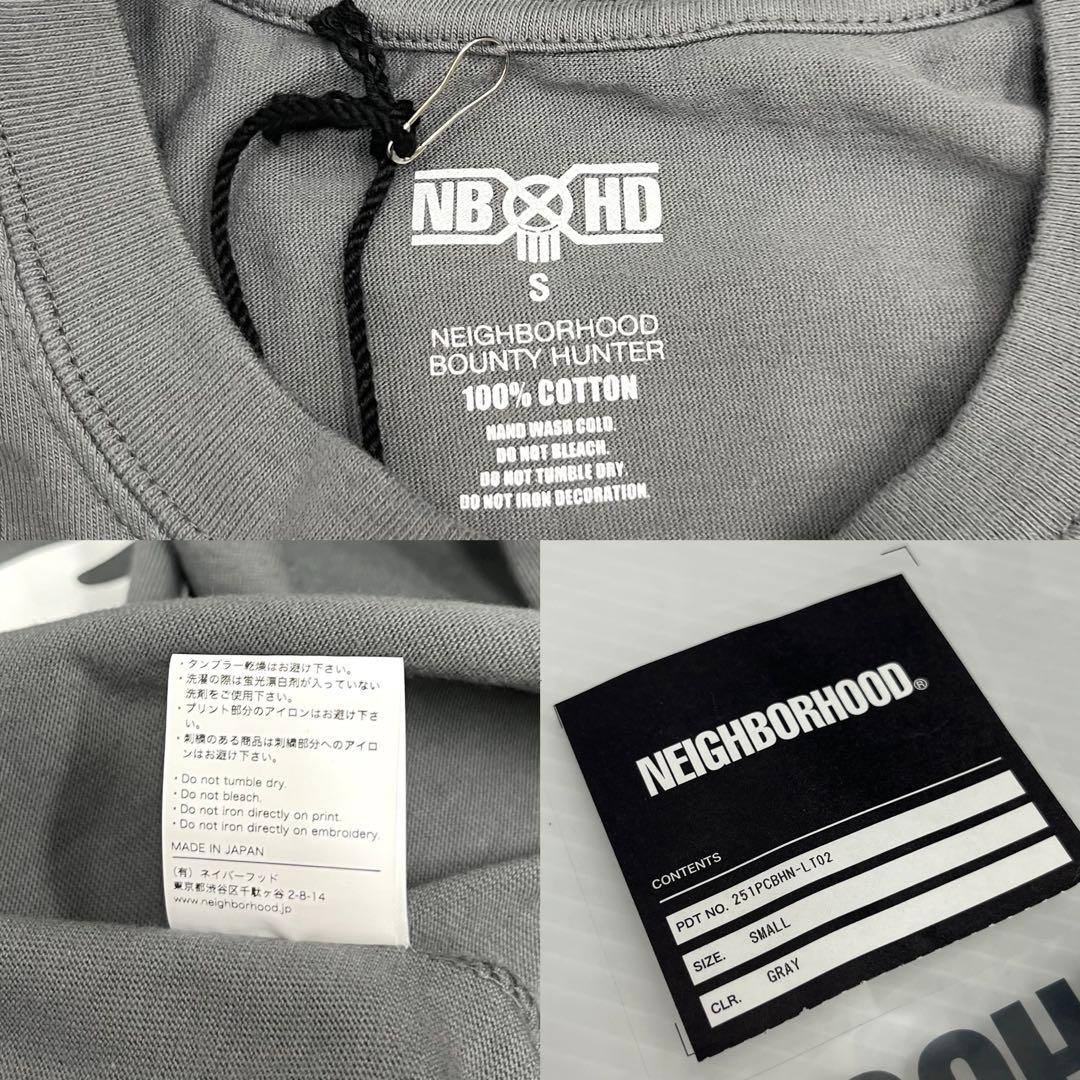 NB HD
S
NEIGHBORHOOD
BOUNTY HUNTER
100% COTTON
HAND WASH COLD.
DO NOT BLEACH.
DO NOT TUMBLE DRY.
DO NOT IRON DECORATION.
・タンブラー乾燥はお避け下さい。
・洗濯の際は蛍光漂白剤が入っていない
洗剤をご使用下さい。
・プリント部分のアイロンはお避け下さ
い。
・刺繍のある商品は刺繍部分へのアイロ
ンはお避け下さい。
・Do not tumble dry.
・Do not bleach.
・Do not iron directly on print.
・Do not iron directly on embroidery.
MADE IN JAPAN
(有) ネイバーフッド
東京都渋谷区千駄ヶ谷 2-8-14
www.neighborhood.jp
NEIGHBORHOOD®
CONTENTS
PDT NO. 251PCBHN-LT02
SIZE. SMALL
CLR. GRAY